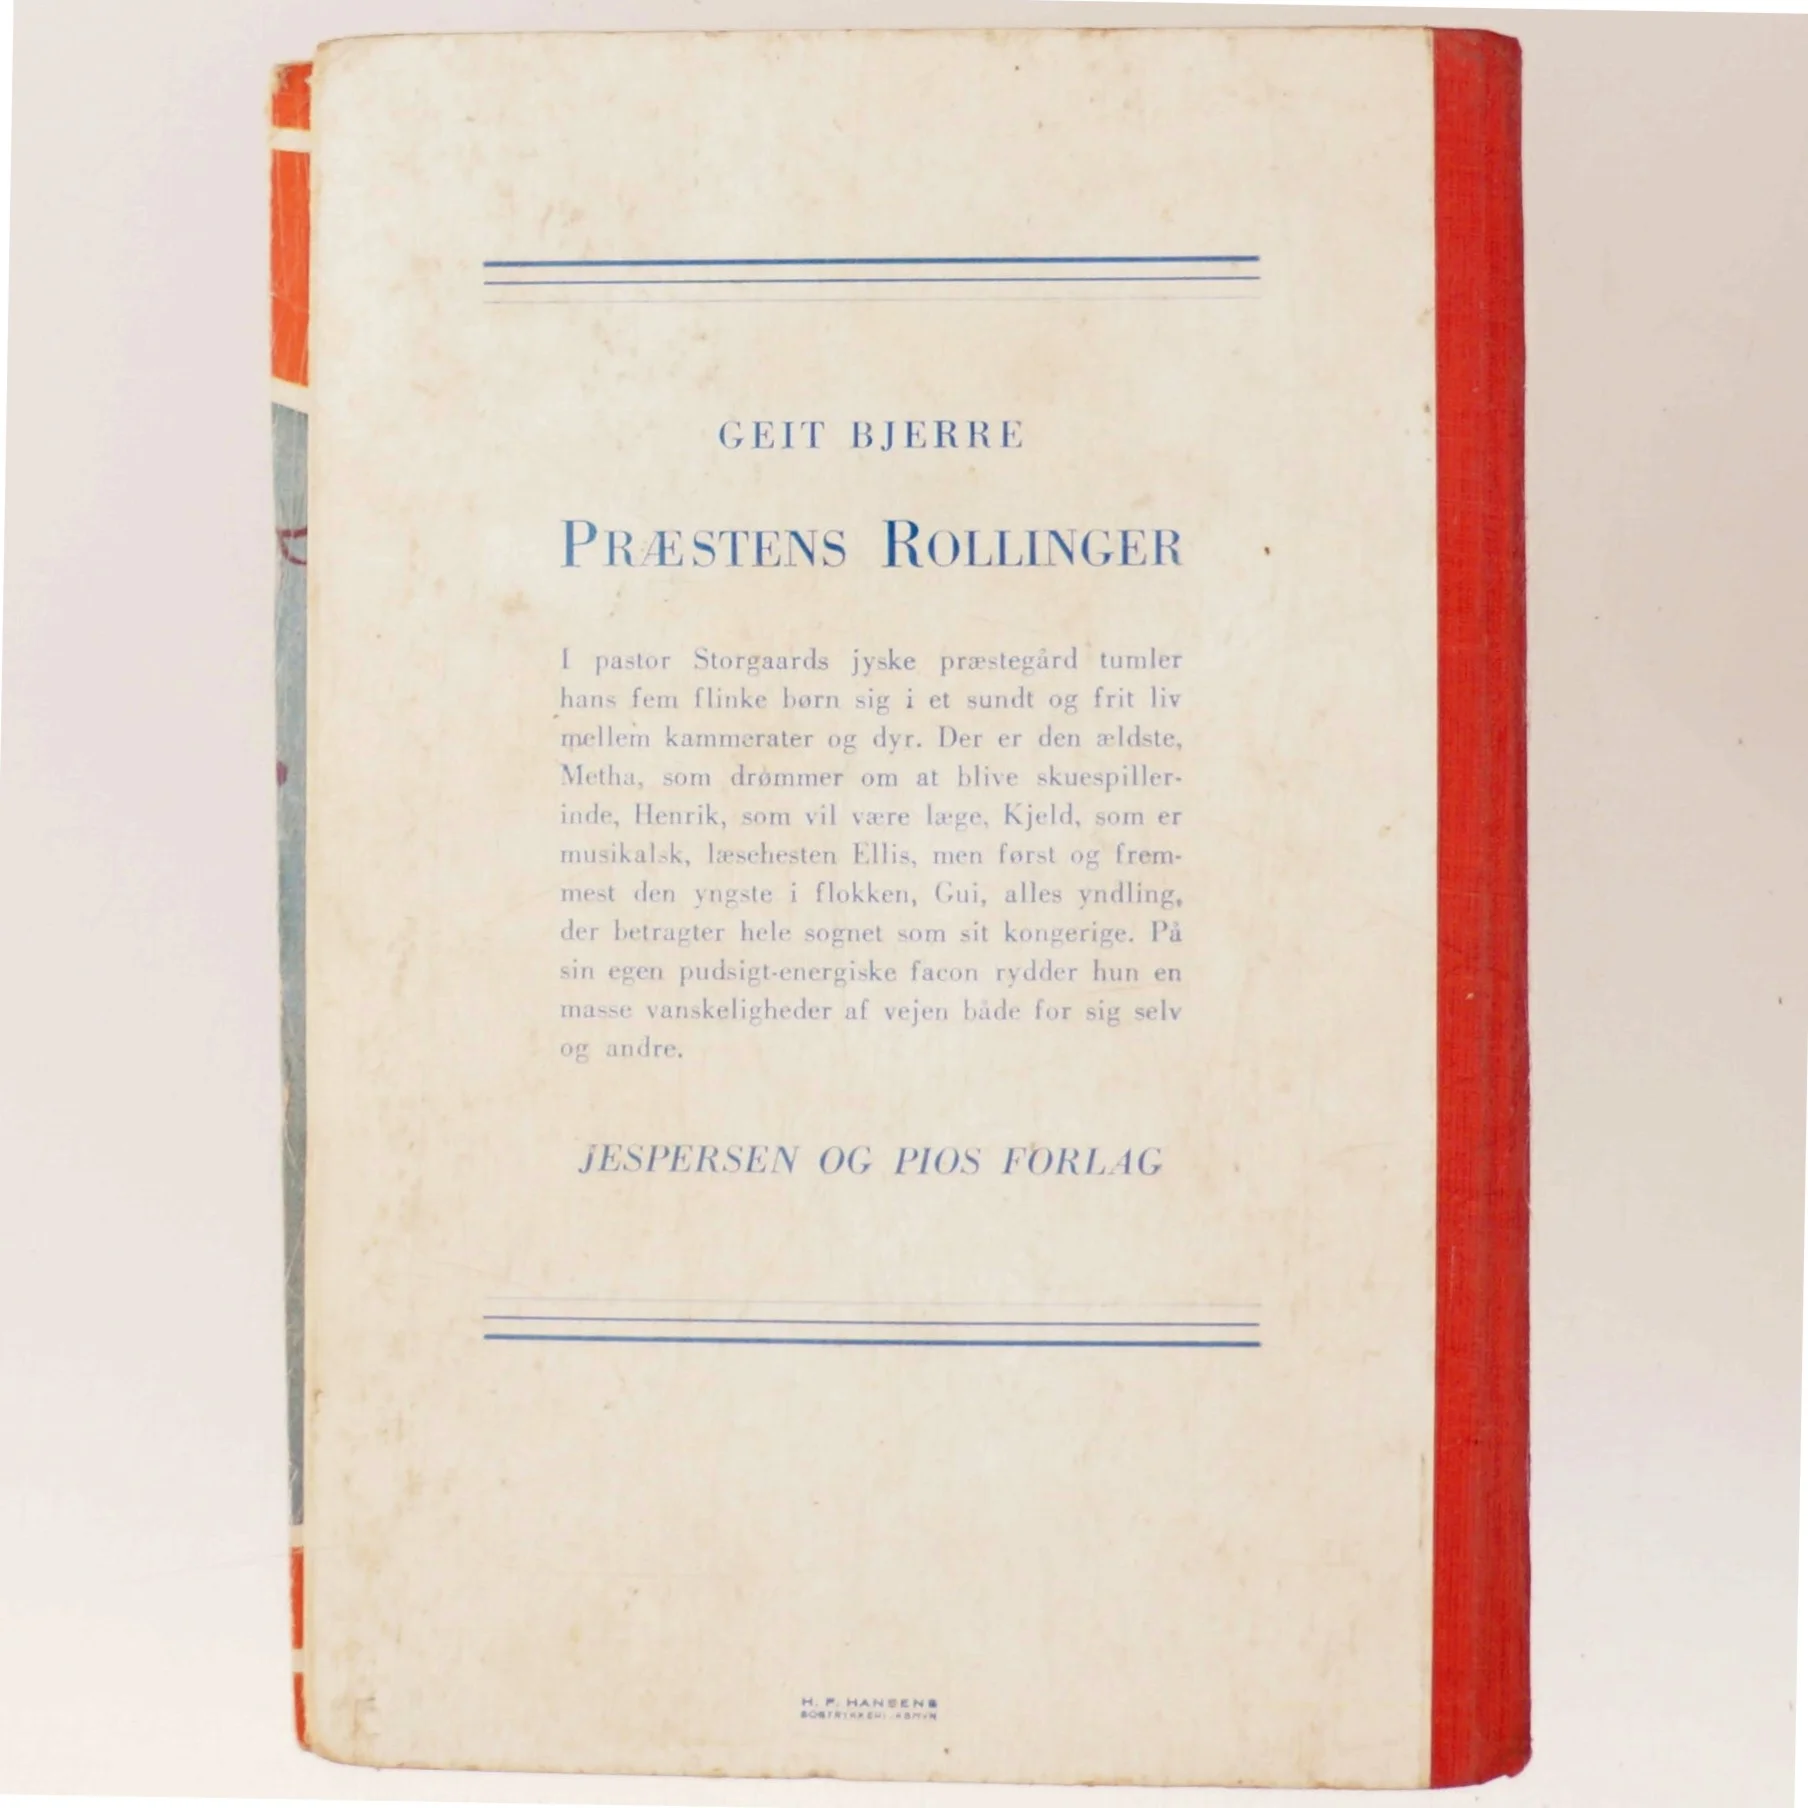 GEIT BJERRE
PRÆSTENS ROLLINGER
I pastor Storgaards jyske præstegård tumler
hans fem flinke børn sig i et sundt og frit liv
mellem kammerater og dyr. Der er den ældste,
Metha, som drømmer om at blive skuespiller-
inde, Henrik, som vil være læge, Kjeld, som er
musikalsk, læsehesten Ellis, men først og frem-
mest den yngste i flokken, Gui, alles yndling,
der betragter hele sognet som sit kongerige. På
sin egen pudsigt-energiske facon rydder hun en
masse vanskeligheder af vejen både for sig selv
og andre.
JESPERSEN OG PIOS FORLAG
H. P. HANSENS